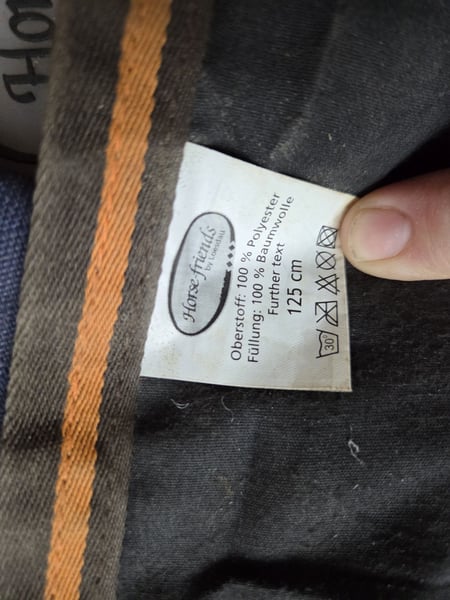 Horse-friends
by Loesdau
Oberstoff: 100 % Polyester
Füllung: 100 % Baumwolle
Further text
125 cm
30°